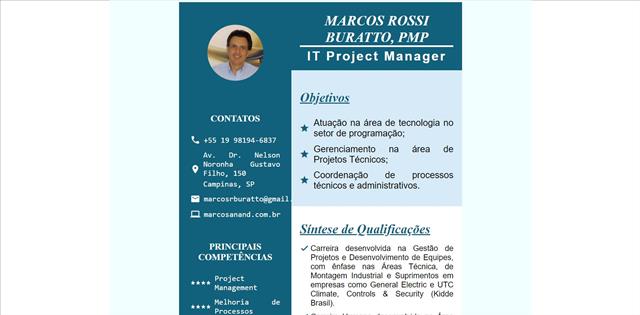 MARCOS ROSSI
BURATTO, PMP
IT Project Manager
CONTATOS
+55 19 98194-6837
Av. Dr. Nelson
Noronha Gustavo
Filho, 150
Campinas, SP
marcosrburatto@gmail.
marcosanand.com.br
PRINCIPAIS
COMPETÊNCIAS
**** Project
Management
**** Melhoria de
Processos
Objetivos
Atuação na área de tecnologia no
setor de programação;
Gerenciamento na área de
Projetos Técnicos;
Coordenação de processos
técnicos e administrativos.
Síntese de Qualificações
Carreira desenvolvida na Gestão de
Projetos e Desenvolvimento de Equipes,
com ênfase nas Áreas Técnica, de
Montagem Industrial e Suprimentos em
empresas como General Electric e UTC
Climate, Controls & Security (Kidde
Brasil).